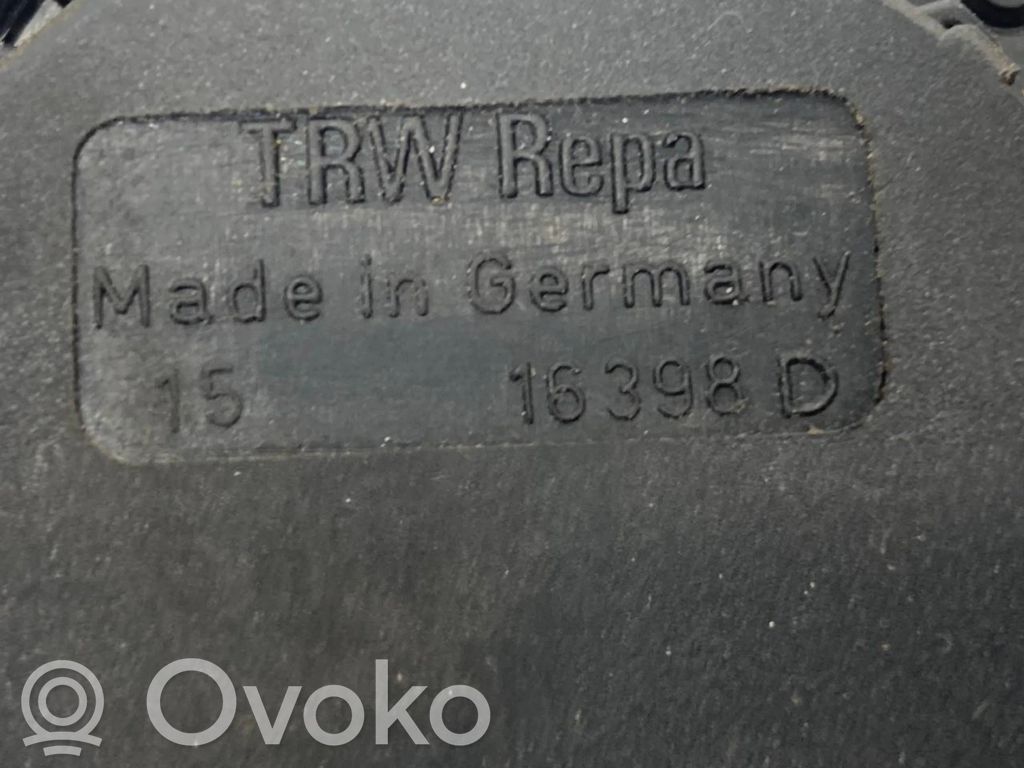 TRW Repa
Made in Germany
15 16398 D
Ovoko